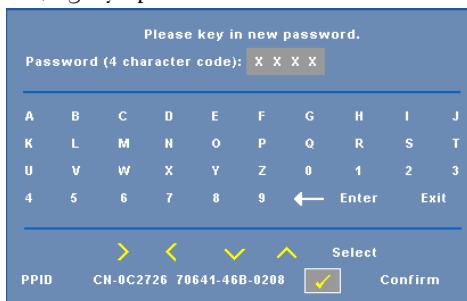 Please key in new password.
Password (4 character code): X X X X
A B C D E F G H I J
K L M N O P Q R S T
U V W X Y Z 0 1 2 3
4 5 6 7 8 9 ← Enter Exit
> < ∨ ∧ Select
PPID CN-0C2726 70641-46B-0208 ✓ Confirm